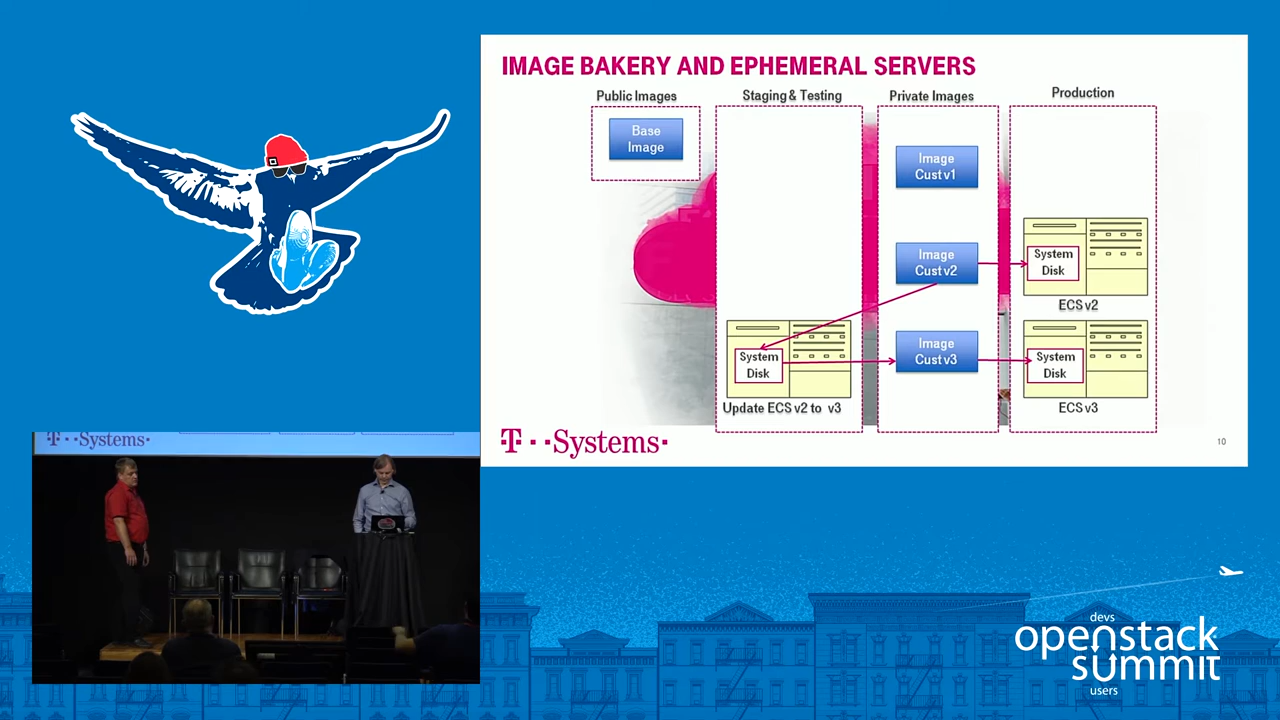 IMAGE BAKERY AND EPHEMERAL SERVERS
Public Images
Staging & Testing
Private Images
Production
Base
Image
Image
Cust v1
Image
Cust v2
System
Disk
ECS v2
System
Disk
Update ECS v2 to v3
Image
Cust v3
System
Disk
ECS v3
T··Systems·
10
T··Systems·
devs
openstack
summit
users